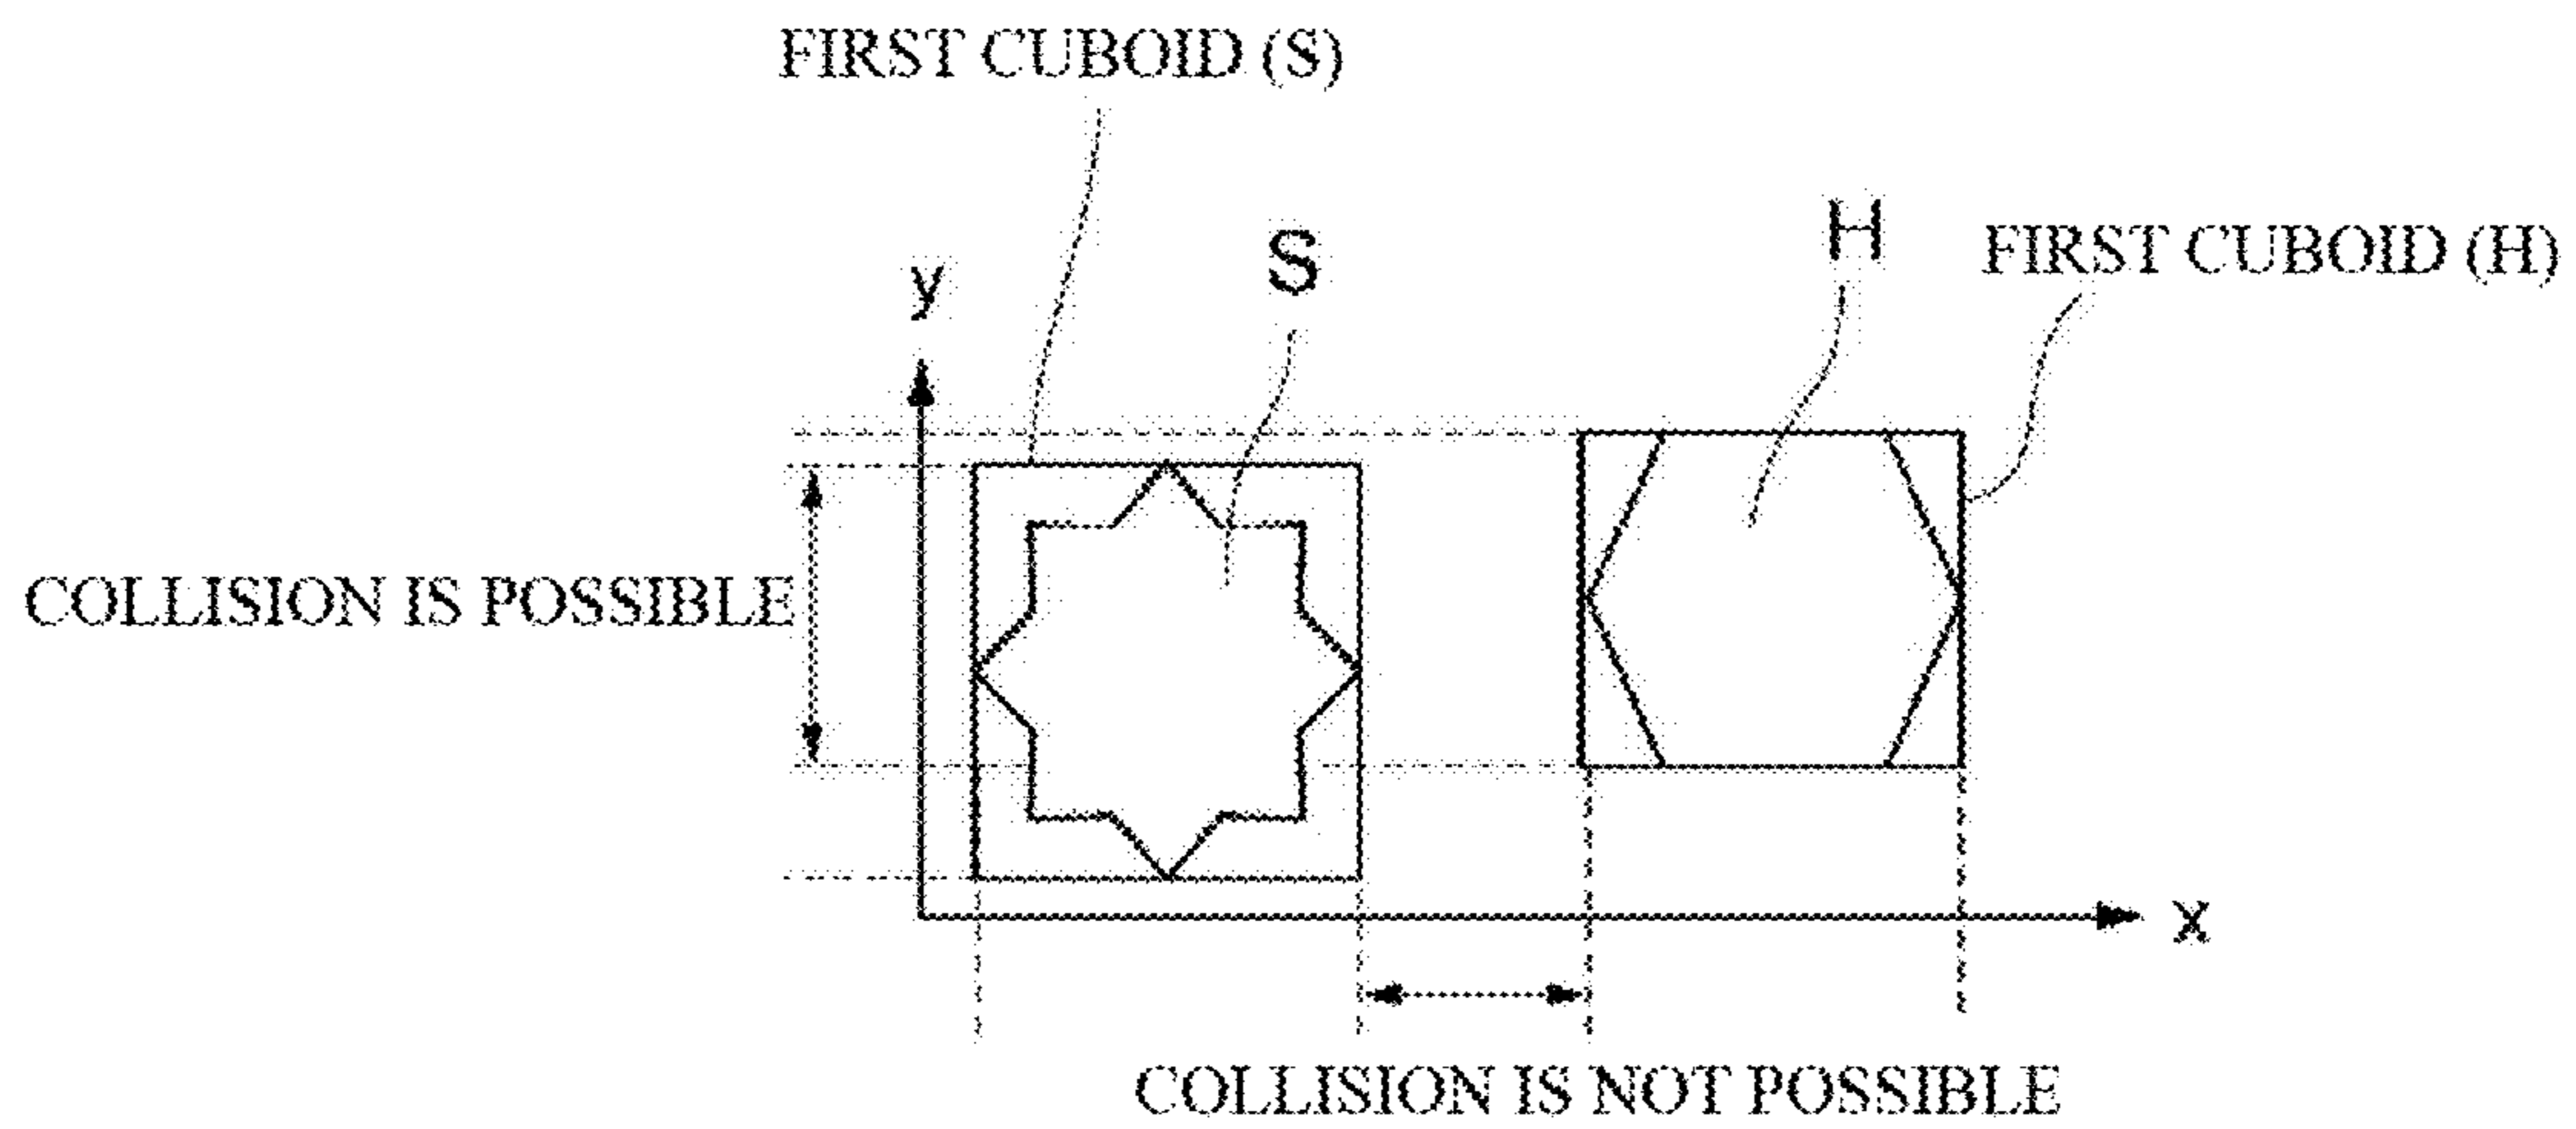 FIRST CUBOID (S)
H
S
FIRST CUBOID (H)
y
COLLISION IS POSSIBLE
x
COLLISION IS NOT POSSIBLE